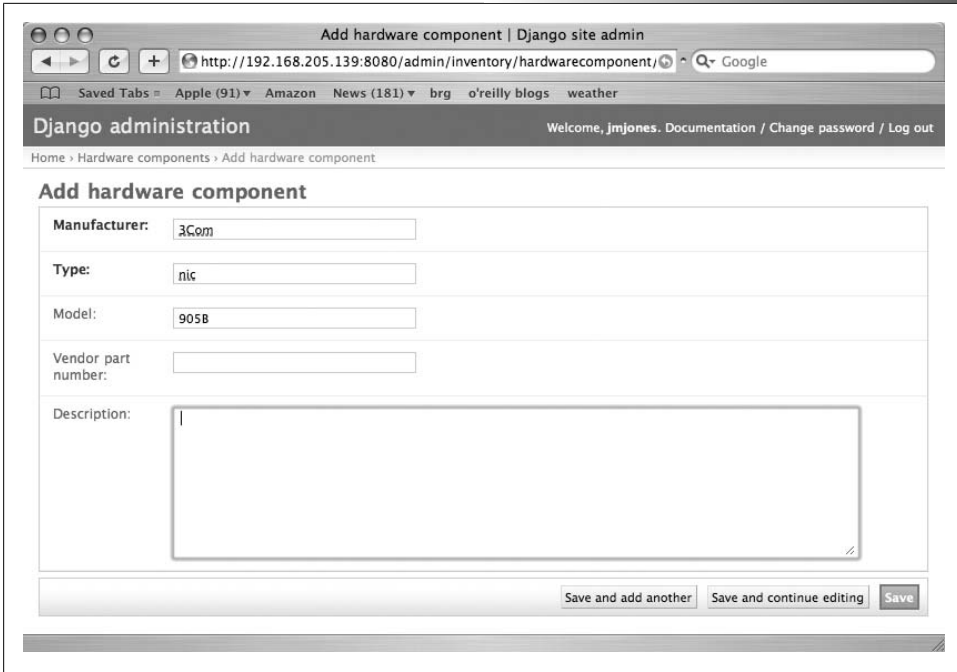 Add hardware component | Django site admin
http://192.168.205.139:8080/admin/inventory/hardwarecomponent/
Google
Saved Tabs Apple (91) Amazon News (181) brg o'reilly blogs weather
Django administration
Welcome, jmjones. Documentation / Change password / Log out
Home › Hardware components › Add hardware component
Add hardware component
Manufacturer: 3Com
Type: nic
Model: 905B
Vendor part
number:
Description:
Save and add another Save and continue editing Save